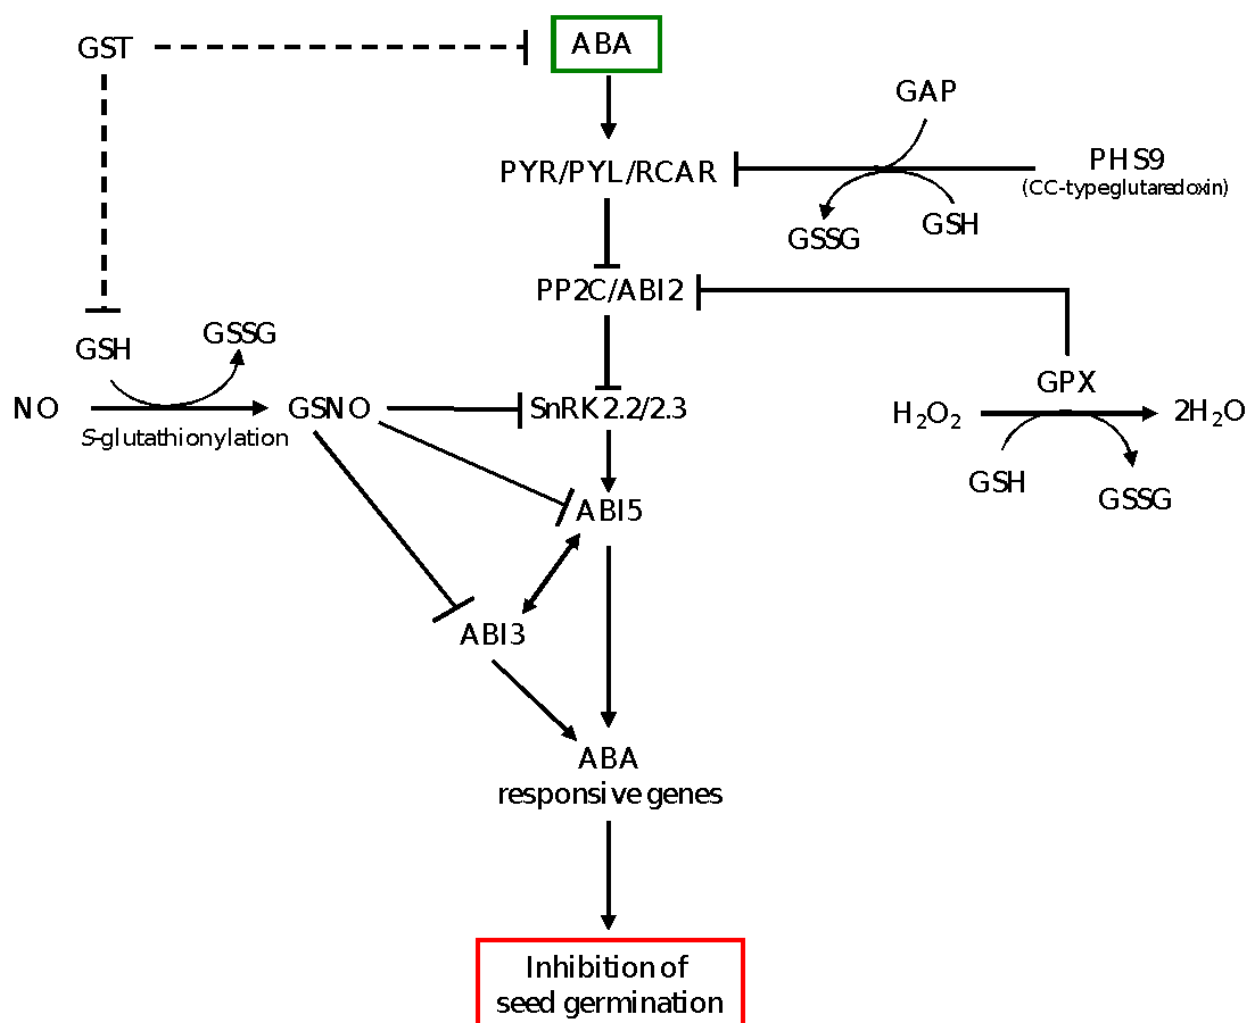 GST
ABA
GAP
PYR/PYL/RCAR
PHS9
(CC-typeglutaredoxin)
GSSG
GSH
PP2C/ABI2
GSH
GSSG
NO
S-glutathionylation
GSNO
SnRK2.2/2.3
GPX
H₂O₂
2H₂O
GSH
GSSG
ABI5
ABI3
ABA
responsive genes
Inhibition of
seed germination